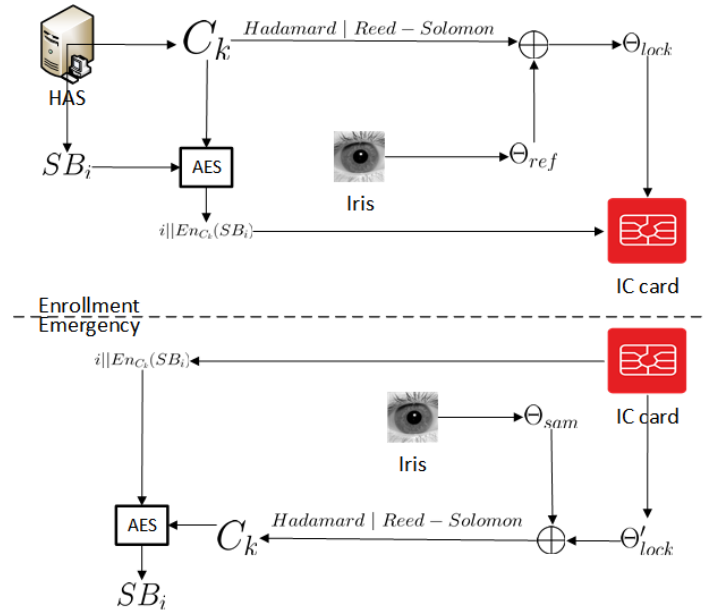 HAS
C_k
Hadamard | Reed − Solomon
⊕
Θ_lock
SB_i
AES
Iris
Θ_ref
i||En_{C_k}(SB_i)
IC card
Enrollment
Emergency
i||En_{C_k}(SB_i)
IC card
Iris
Θ_sam
AES
C_k
Hadamard | Reed − Solomon
⊕
Θ'_lock
SB_i